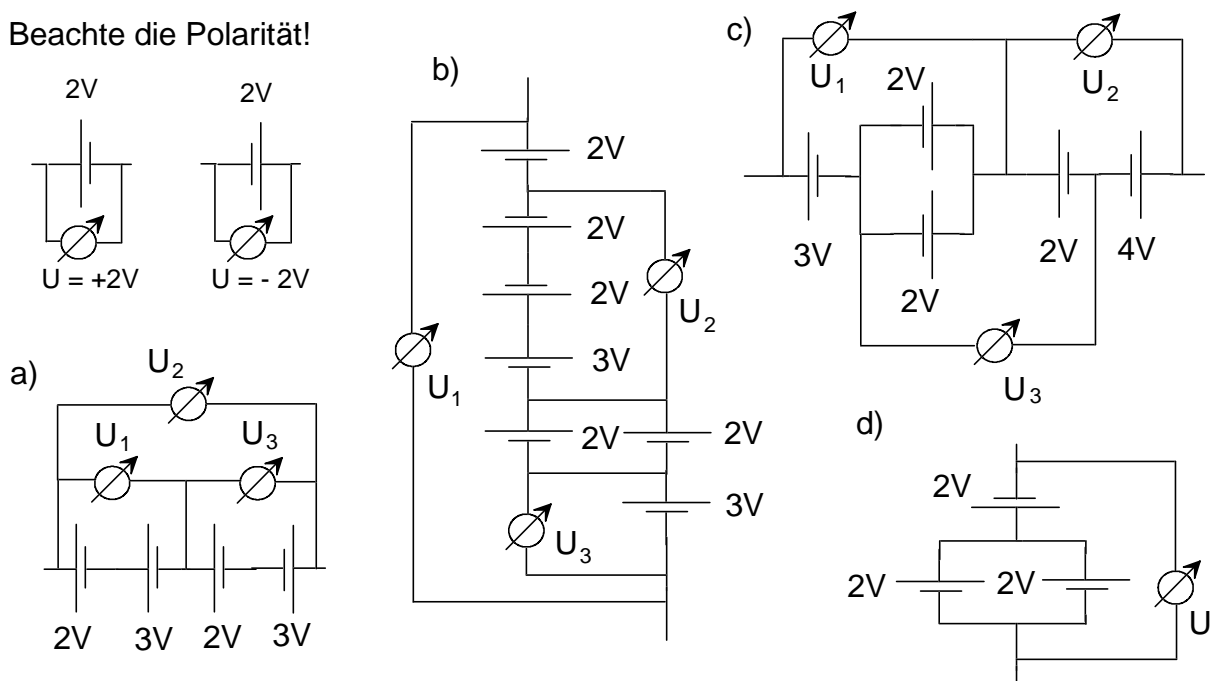 Beachte die Polarität!
2V
2V
U = +2V
U = - 2V
a)
U2
U1
U3
2V
3V
2V
3V
b)
2V
2V
2V
3V
2V
2V
3V
U1
U2
U3
c)
U1
U2
2V
3V
2V
2V
4V
U3
d)
2V
2V
2V
U